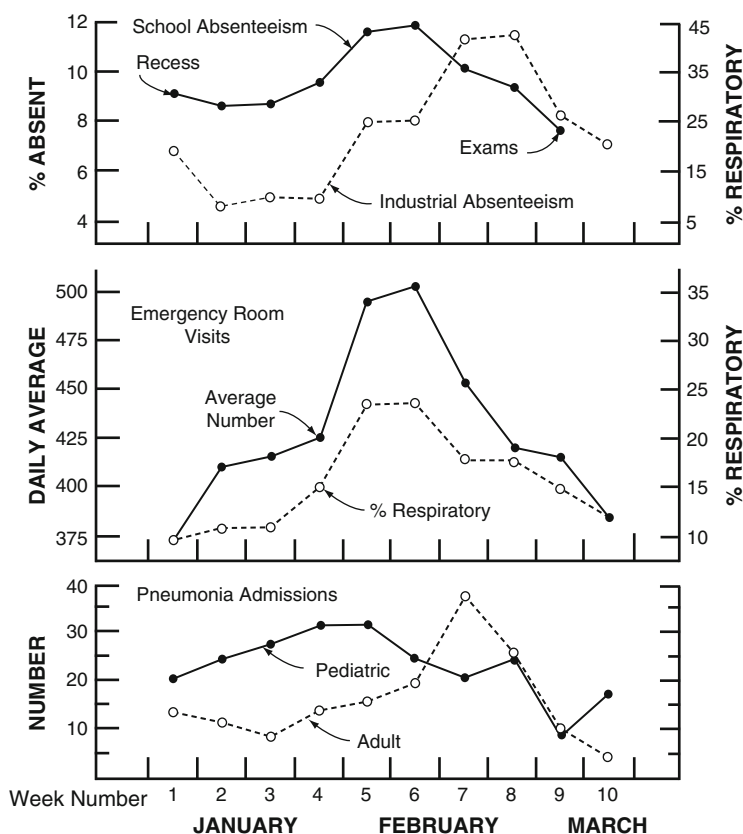 12
10
8
6
4
% ABSENT
School Absenteeism
Recess
Exams
Industrial Absenteeism
45
35
25
15
5
% RESPIRATORY
500
475
450
425
400
375
DAILY AVERAGE
Emergency Room
Visits
Average
Number
% Respiratory
35
30
25
20
15
10
% RESPIRATORY
40
30
20
10
NUMBER
Pneumonia Admissions
Pediatric
Adult
Week Number 1 2 3 4 5 6 7 8 9 10
JANUARY FEBRUARY MARCH